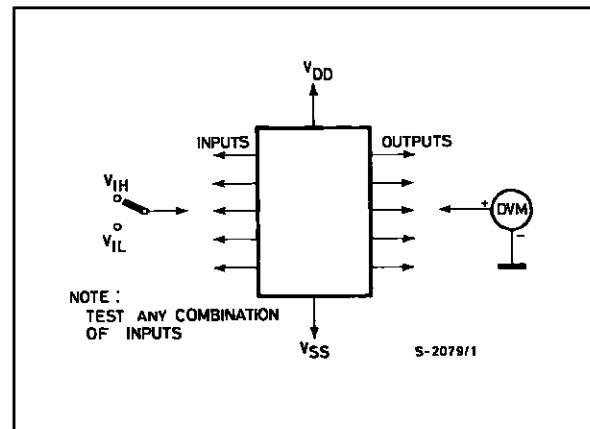 VDD
INPUTS
OUTPUTS
VIH
VIL
+
DVM
−
NOTE :
TEST ANY COMBINATION
OF INPUTS
VSS
S-2079/1